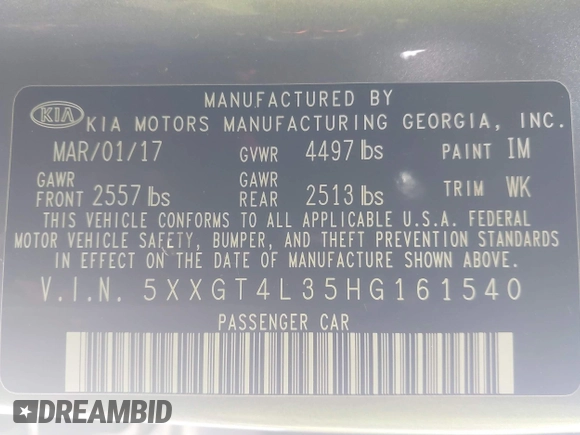 MANUFACTURED BY
KIA KIA MOTORS MANUFACTURING GEORGIA, INC.
MAR/01/17 GVWR 4497 lbs PAINT IM
GAWR FRONT 2557 lbs GAWR REAR 2513 lbs TRIM WK
THIS VEHICLE CONFORMS TO ALL APPLICABLE U.S.A. FEDERAL
MOTOR VEHICLE SAFETY, BUMPER, AND THEFT PREVENTION STANDARDS
IN EFFECT ON THE DATE OF MANUFACTURE SHOWN ABOVE.
V.I.N. 5XXGT4L35HG161540
PASSENGER CAR
DREAMBID